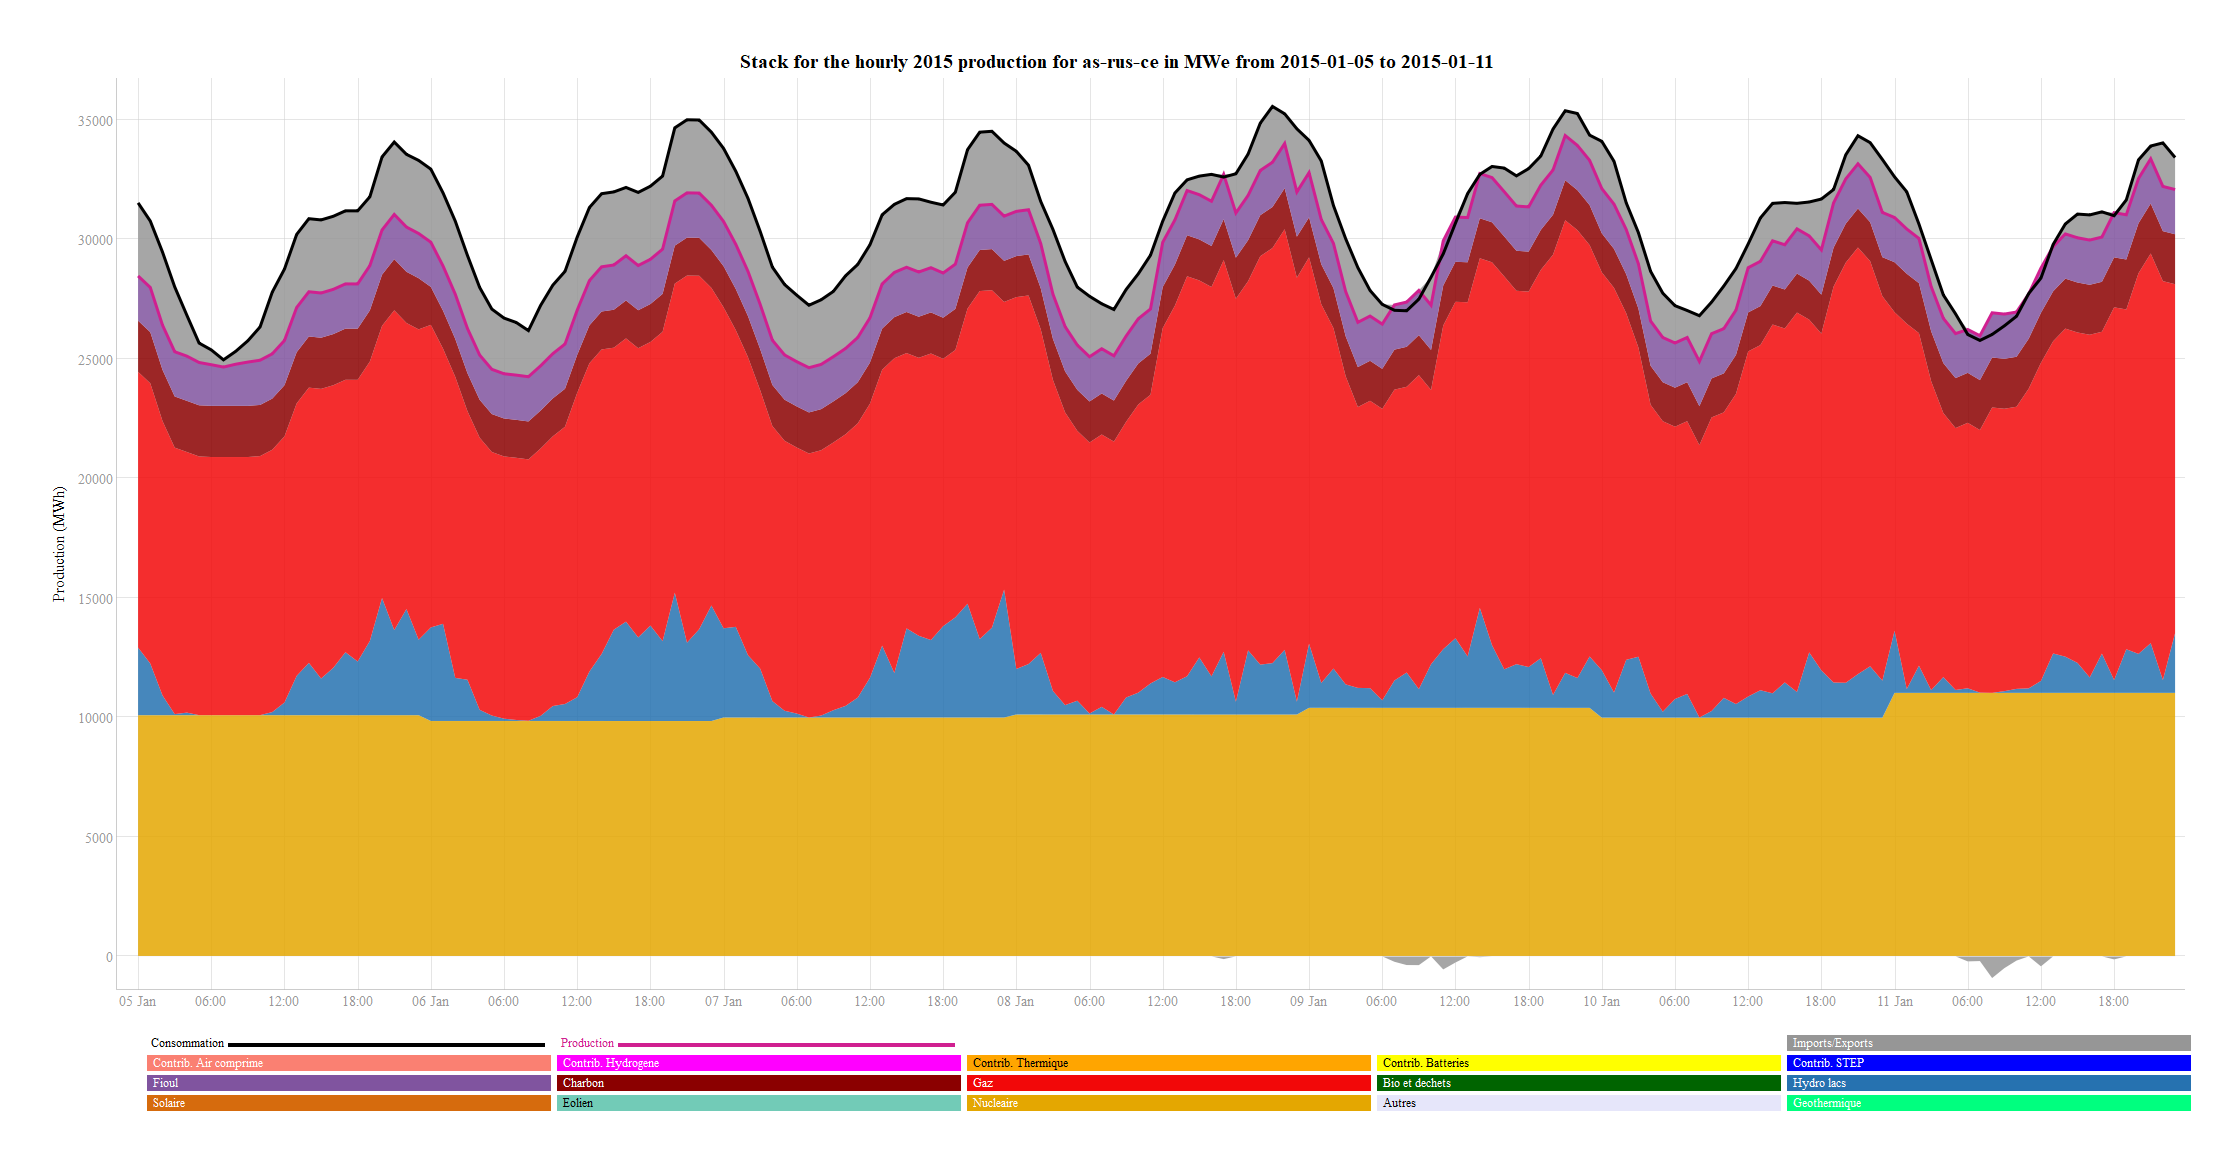 Stack for the hourly 2015 production for as-rus-ce in MWe from 2015-01-05 to 2015-01-11
35000
30000
25000
20000
15000
10000
5000
0
Production (MWh)
05 Jan 06:00 12:00 18:00 06 Jan 06:00 12:00 18:00 07 Jan 06:00 12:00 18:00 08 Jan 06:00 12:00 18:00 09 Jan 06:00 12:00 18:00 10 Jan 06:00 12:00 18:00 11 Jan 06:00 12:00 18:00
Consommation Production Imports/Exports
Contrib. Air comprime Contrib. Hydrogene Contrib. Thermique Contrib. Batteries Contrib. STEP
Fioul Charbon Gaz Bio et dechets Hydro lacs
Solaire Eolien Nucleaire Autres Geothermique